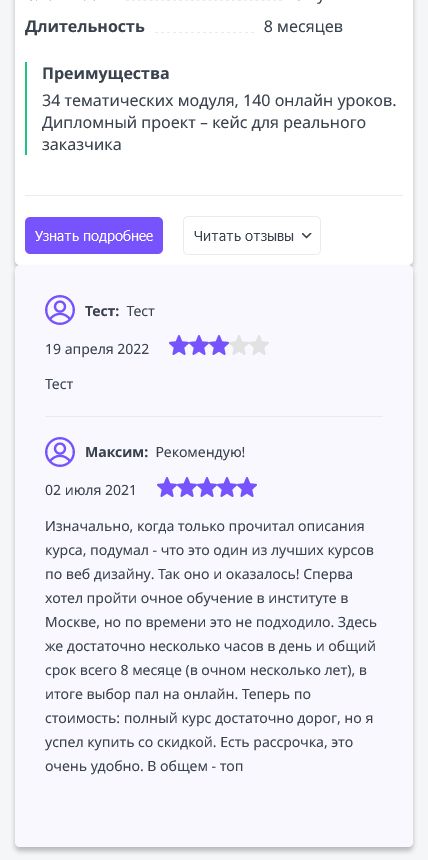 Длительность 8 месяцев
Преимущества
34 тематических модуля, 140 онлайн уроков.
Дипломный проект – кейс для реального
заказчика
Узнать подробнее Читать отзывы
Тест: Тест
19 апреля 2022
Тест
Максим: Рекомендую!
02 июля 2021
Изначально, когда только прочитал описания
курса, подумал - что это один из лучших курсов
по веб дизайну. Так оно и оказалось! Сперва
хотел пройти очное обучение в институте в
Москве, но по времени это не подходило. Здесь
же достаточно несколько часов в день и общий
срок всего 8 месяце (в очном несколько лет), в
итоге выбор пал на онлайн. Теперь по
стоимость: полный курс достаточно дорог, но я
успел купить со скидкой. Есть рассрочка, это
очень удобно. В общем - топ